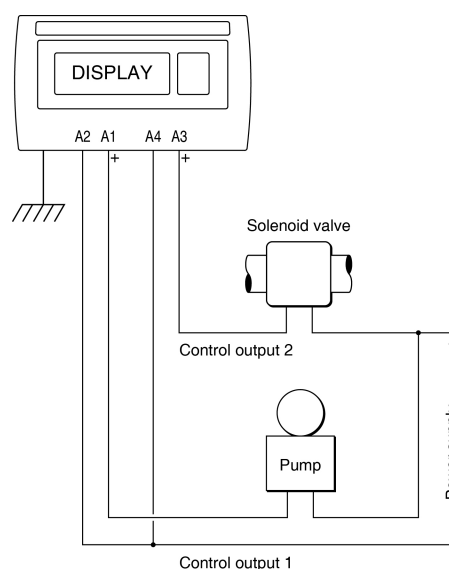 DISPLAY
A2 A1 A4 A3
+ +
Solenoid valve
Control output 2
Pump
Control output 1